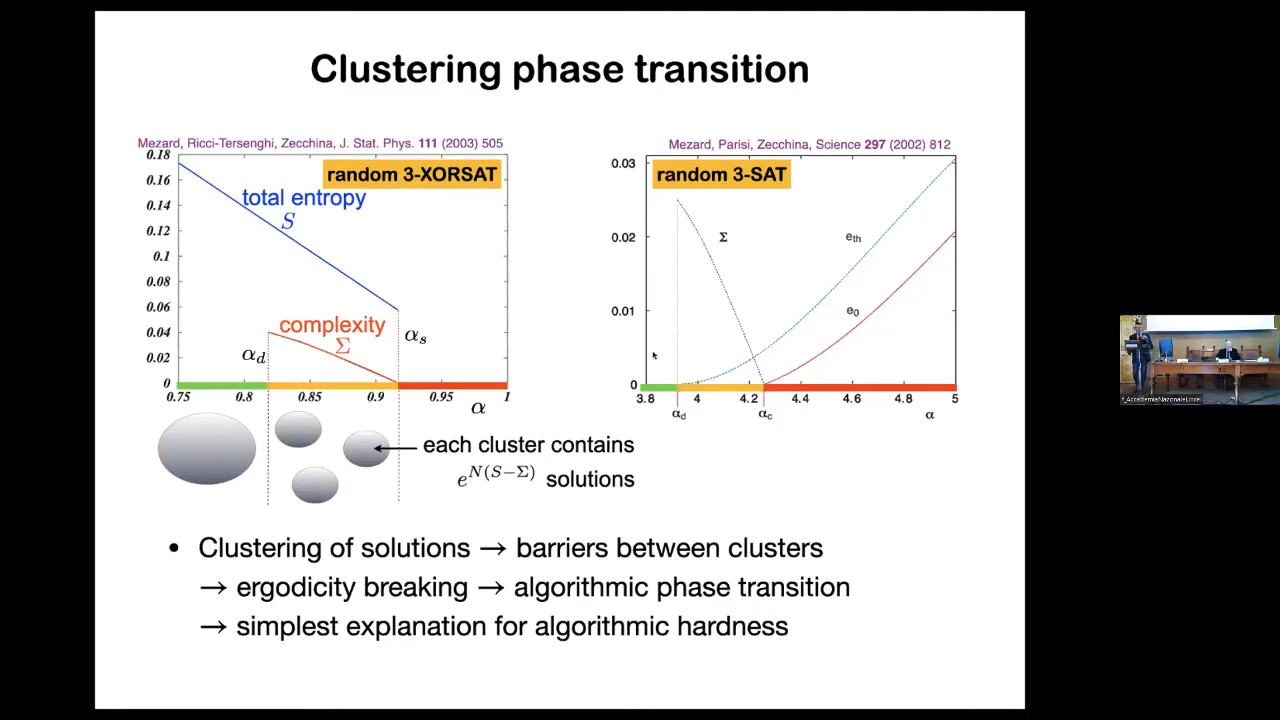 Clustering phase transition
Mezard, Ricci-Tersenghi, Zecchina, J. Stat. Phys. 111 (2003) 505
random 3-XORSAT
total entropy
S
complexity
Σ
α_d
α_s
0.18
0.16
0.14
0.12
0.1
0.08
0.06
0.04
0.02
0
0.75
0.8
0.85
0.9
0.95
1
α
each cluster contains
e^{N(S−Σ)} solutions
Mezard, Parisi, Zecchina, Science 297 (2002) 812
random 3-SAT
0.03
0.02
0.01
0
Σ
e_th
e_0
3.8
4
4.2
4.4
4.6
4.8
5
α_d
α_c
α
• Clustering of solutions → barriers between clusters
→ ergodicity breaking → algorithmic phase transition
→ simplest explanation for algorithmic hardness
AccademiaNazionaleLincei